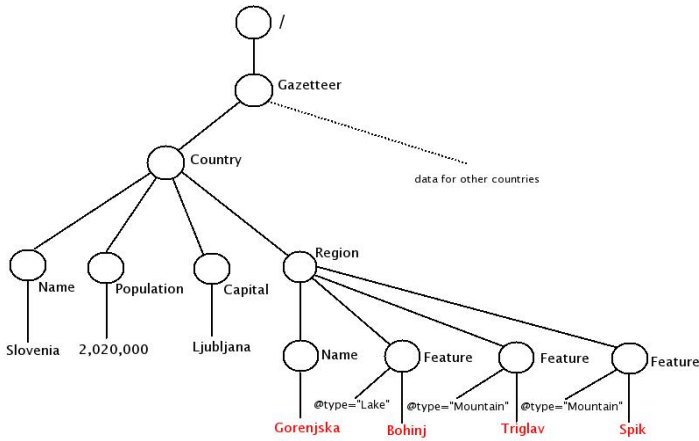 /
Gazetteer
Country
data for other countries
Region
Name
Population
Capital
Slovenia
2,020,000
Ljubljana
Name
Feature
Feature
Feature
@type="Lake"
@type="Mountain"
@type="Mountain"
Gorenjska
Bohinj
Triglav
Spik